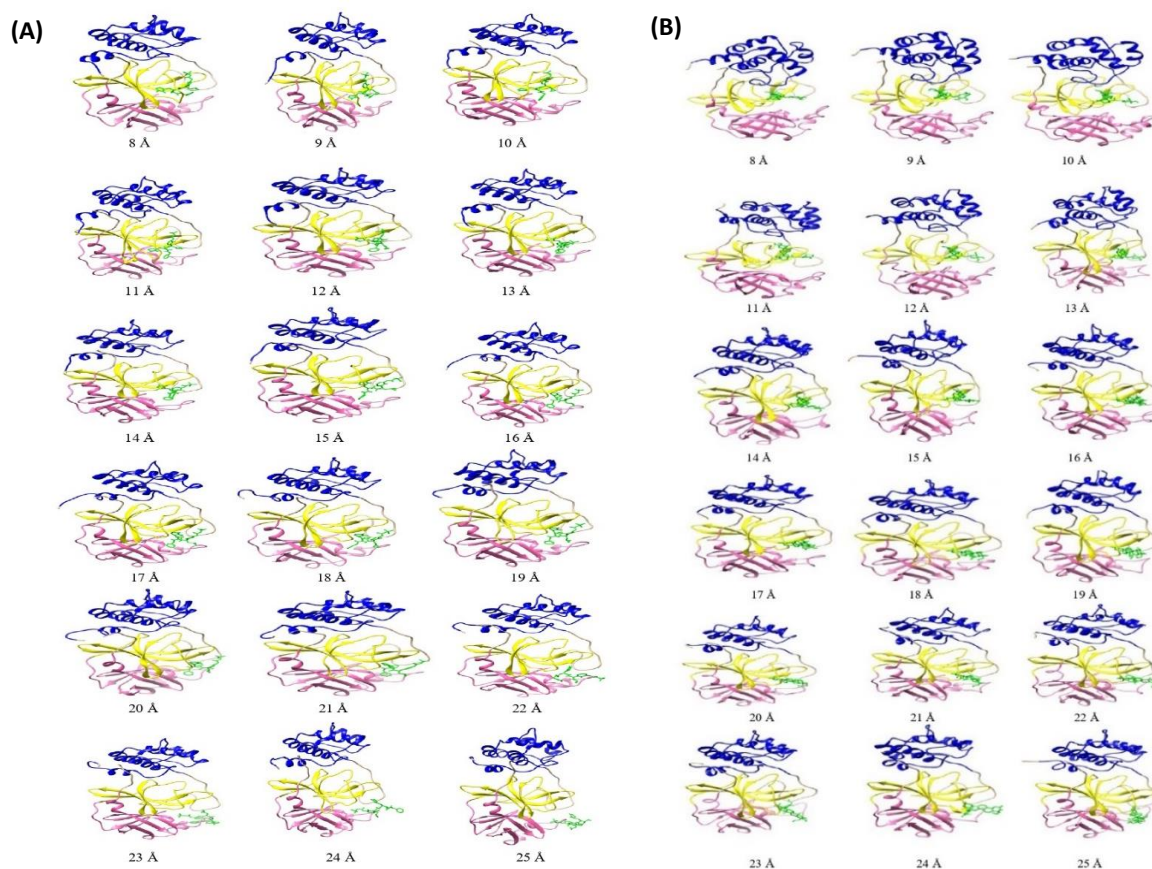 (A)
8 Å 9 Å 10 Å
11 Å 12 Å 13 Å
14 Å 15 Å 16 Å
17 Å 18 Å 19 Å
20 Å 21 Å 22 Å
23 Å 24 Å 25 Å
(B)
8 Å 9 Å 10 Å
11 Å 12 Å 13 Å
14 Å 15 Å 16 Å
17 Å 18 Å 19 Å
20 Å 21 Å 22 Å
23 Å 24 Å 25 Å